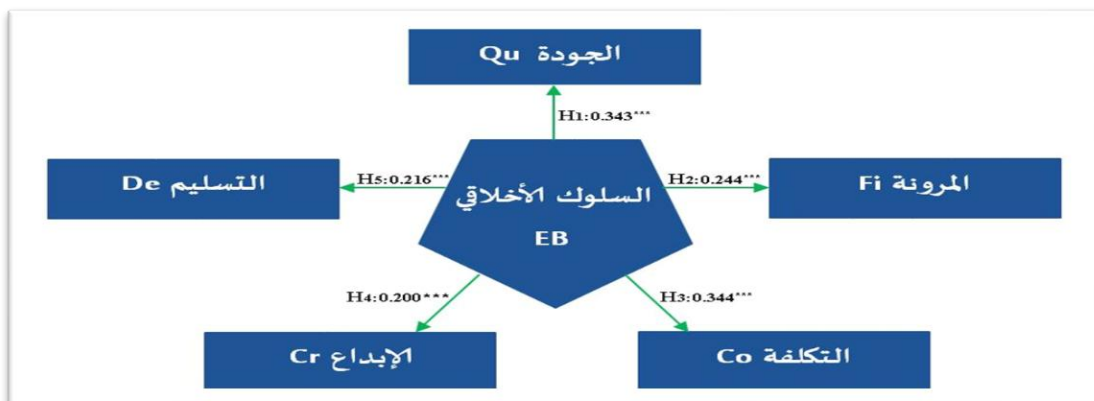 الجودة Qu
H1:0.343***
التسليم De
H5:0.216***
السلوك الأخلاقي
EB
H2:0.244***
المرونة Fi
H4:0.200***
H3:0.344***
الإبداع Cr
التكلفة Co